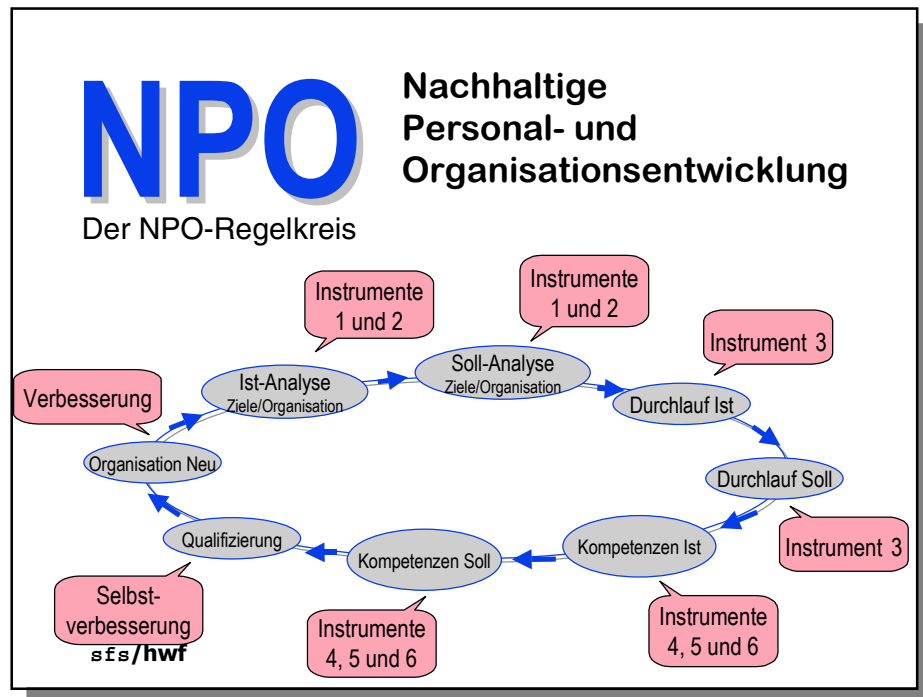 NPO
Nachhaltige
Personal- und
Organisationsentwicklung
Der NPO-Regelkreis
Instrumente
1 und 2
Instrumente
1 und 2
Instrument 3
Verbesserung
Ist-Analyse
Ziele/Organisation
Soll-Analyse
Ziele/Organisation
Durchlauf Ist
Organisation Neu
Durchlauf Soll
Qualifizierung
Kompetenzen Soll
Kompetenzen Ist
Instrument 3
Selbst-
verbesserung
Instrumente
4, 5 und 6
Instrumente
4, 5 und 6
sfs/hwf